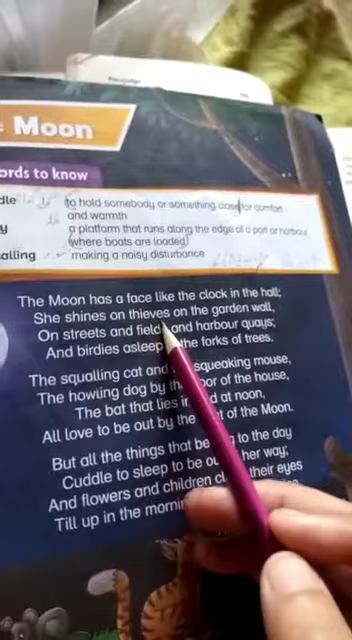 Moon
ords to know
dle to hold somebody or something close for comfort
and warmth
y a platform that runs along the edge of a port or harbour
where boats are loaded
alling making a noisy disturbance
The Moon has a face like the clock in the hall;
She shines on thieves on the garden wall,
On streets and field and harbour quays;
And birdies asleep the forks of trees.
The squalling cat and squeaking mouse,
The howling dog by the oor of the house,
The bat that lies in d at noon,
All love to be out by the t of the Moon.
But all the things that be g to the day
Cuddle to sleep to be ou her way;
And flowers and children cl their eyes
Till up in the mornin